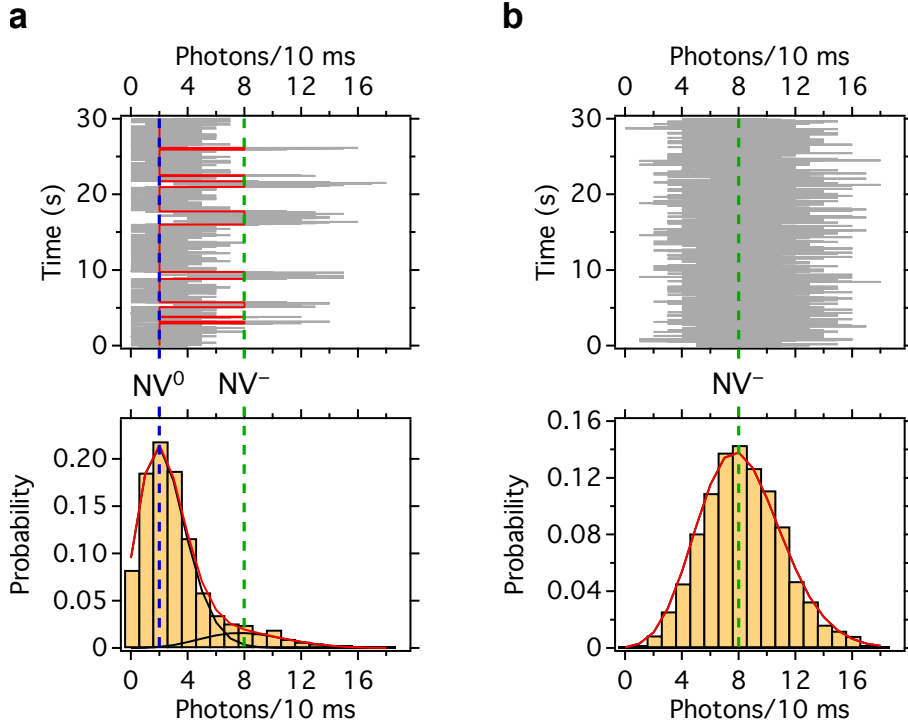 a
Photons/10 ms
0 4 8 12 16
30
20
10
0
Time (s)
NV⁰ NV⁻
0.20
0.15
0.10
0.05
0
Probability
0 4 8 12 16
Photons/10 ms
b
Photons/10 ms
0 4 8 12 16
30
20
10
0
Time (s)
NV⁻
0.16
0.12
0.08
0.04
0
Probability
0 4 8 12 16
Photons/10 ms